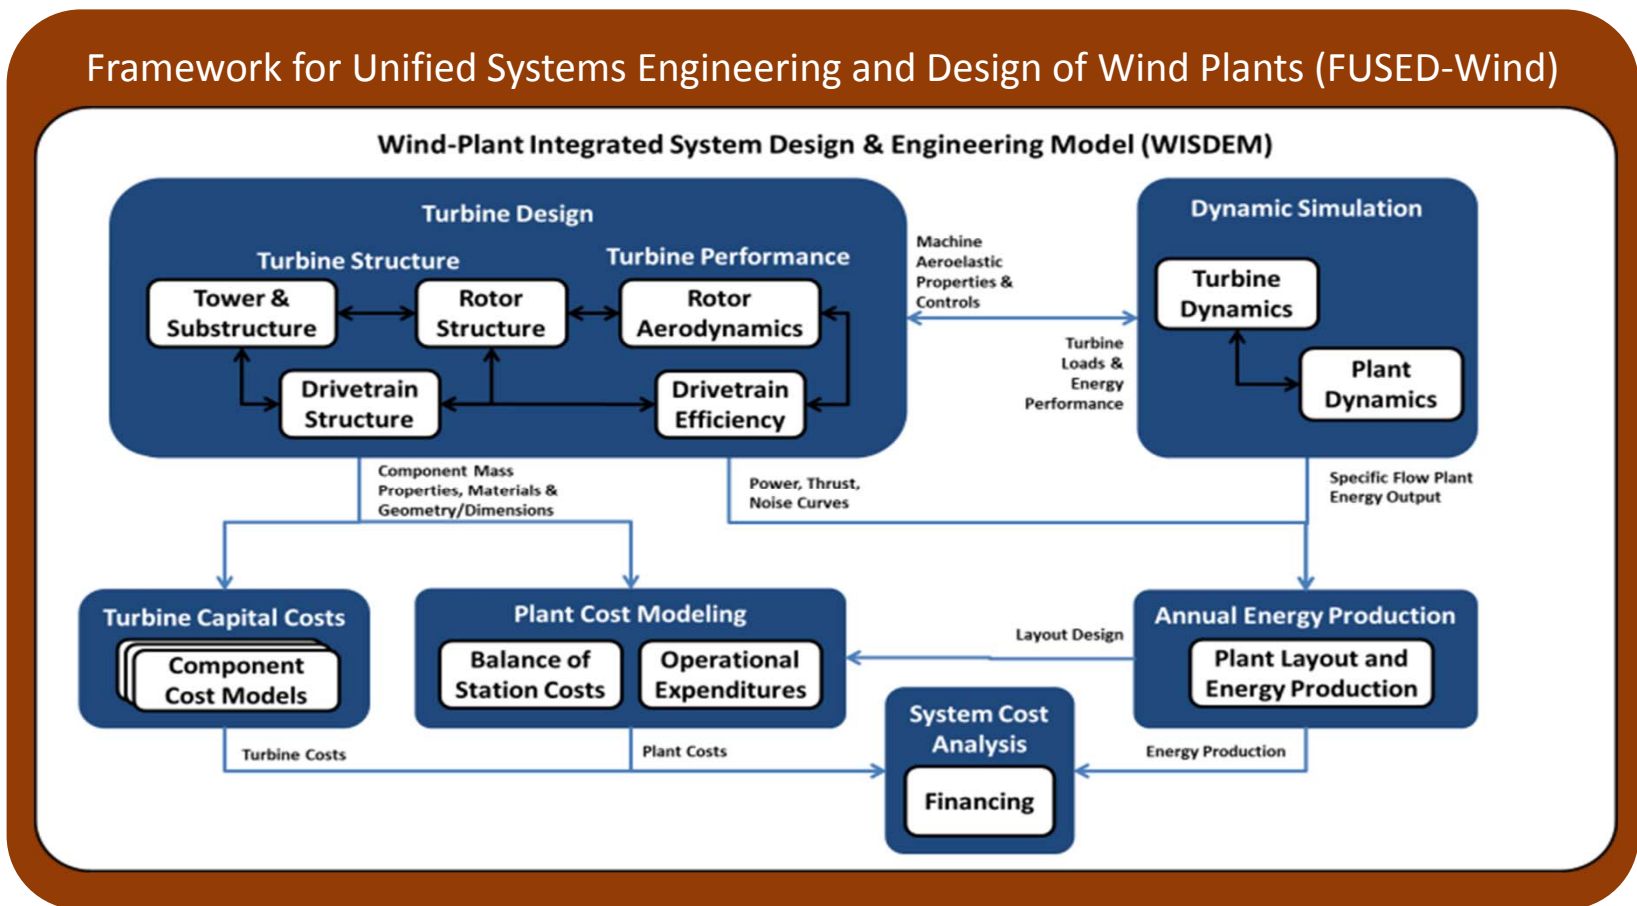 Framework for Unified Systems Engineering and Design of Wind Plants (FUSED-Wind)
Wind-Plant Integrated System Design & Engineering Model (WISDEM)
Turbine Design
Turbine Structure
Turbine Performance
Tower &
Substructure
Rotor
Structure
Rotor
Aerodynamics
Drivetrain
Structure
Drivetrain
Efficiency
Machine
Aeroelastic
Properties &
Controls
Turbine
Loads &
Energy
Performance
Dynamic Simulation
Turbine
Dynamics
Plant
Dynamics
Component Mass
Properties, Materials &
Geometry/Dimensions
Power, Thrust,
Noise Curves
Specific Flow Plant
Energy Output
Turbine Capital Costs
Component
Cost Models
Plant Cost Modeling
Balance of
Station Costs
Operational
Expenditures
Layout Design
Annual Energy Production
Plant Layout and
Energy Production
System Cost
Analysis
Financing
Turbine Costs
Plant Costs
Energy Production